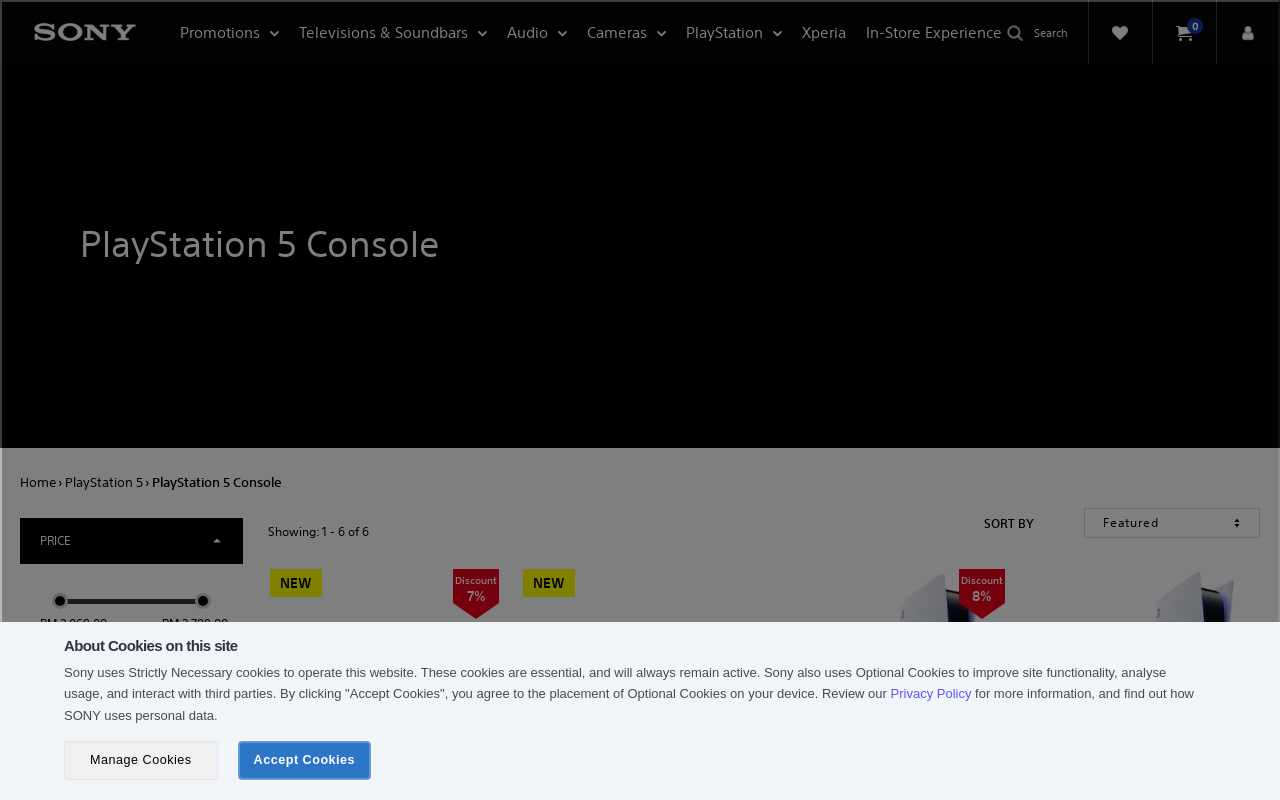 SONY
Promotions
Televisions & Soundbars
Audio
Cameras
PlayStation
Xperia
In-Store Experience
Search
0
PlayStation 5 Console
Home › PlayStation 5 › PlayStation 5 Console
PRICE
Showing: 1 - 6 of 6
SORT BY
Featured
NEW
Discount
7%
NEW
Discount
8%
About Cookies on this site
Sony uses Strictly Necessary cookies to operate this website. These cookies are essential, and will always remain active. Sony also uses Optional Cookies to improve site functionality, analyse
usage, and interact with third parties. By clicking "Accept Cookies", you agree to the placement of Optional Cookies on your device. Review our Privacy Policy for more information, and find out how
SONY uses personal data.
Manage Cookies
Accept Cookies